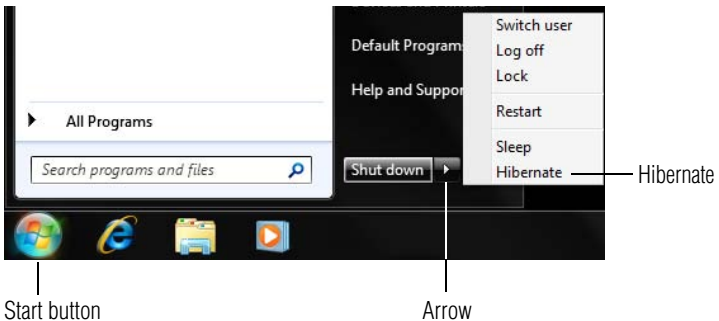 Switch user
Default Program
Log off
Lock
Help and Suppor
Restart
All Programs
Sleep
Search programs and files
Shut down
Hibernate
Hibernate
Start button
Arrow